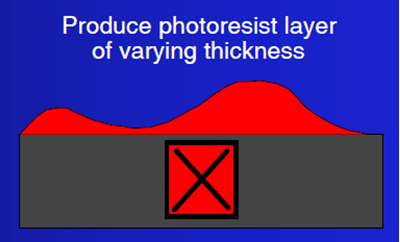 Produce photoresist layer
of varying thickness